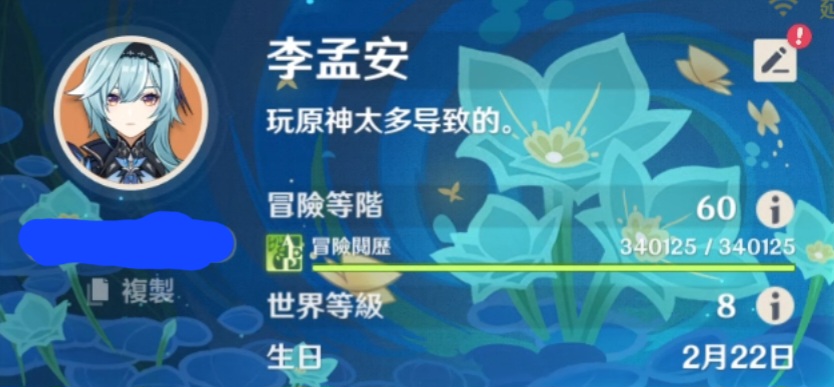 李孟安
玩原神太多导致的。
冒險等階 60
冒險閱歷 340125 / 340125
複製
世界等級 8
生日 2月22日